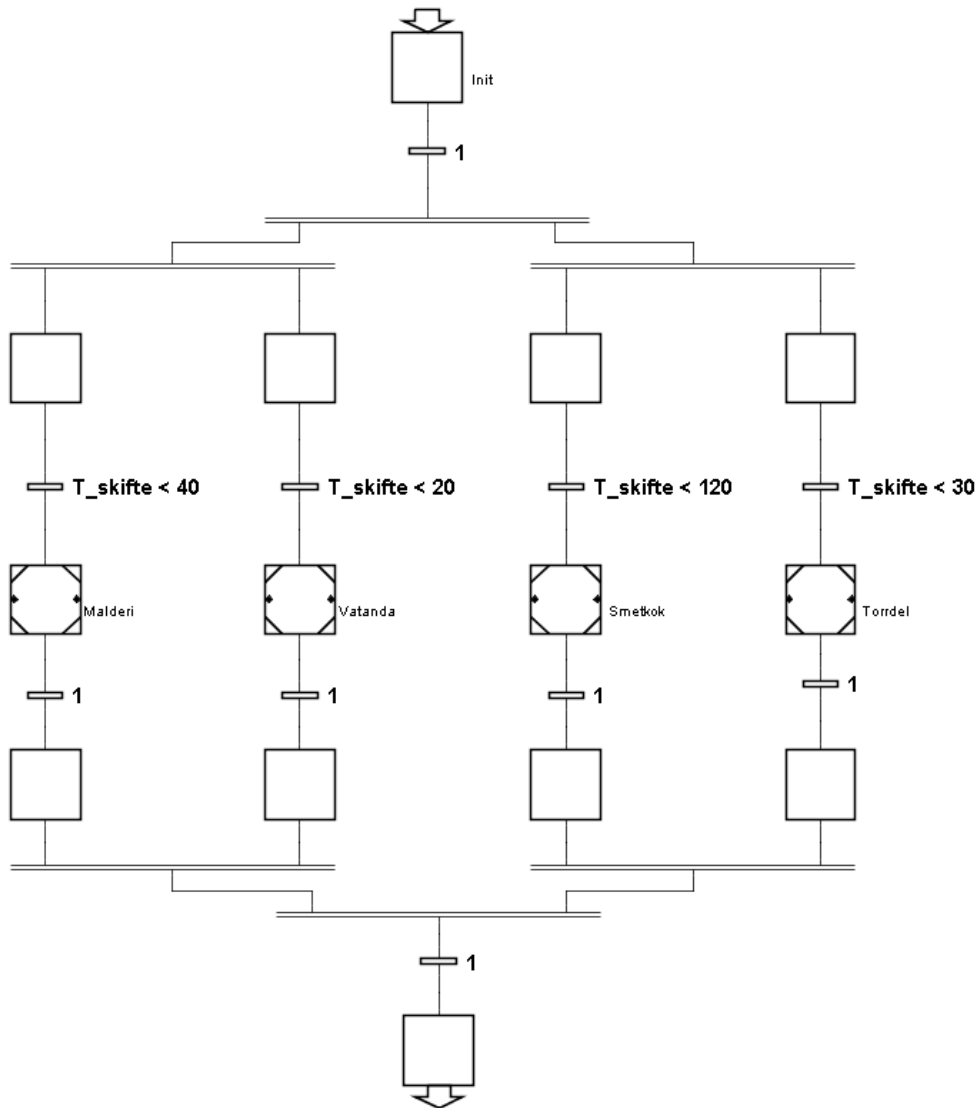 Init
1
T_skifte < 40
T_skifte < 20
T_skifte < 120
T_skifte < 30
Malderi
Vatanda
Smetkok
Torrdel
1
1
1
1
1